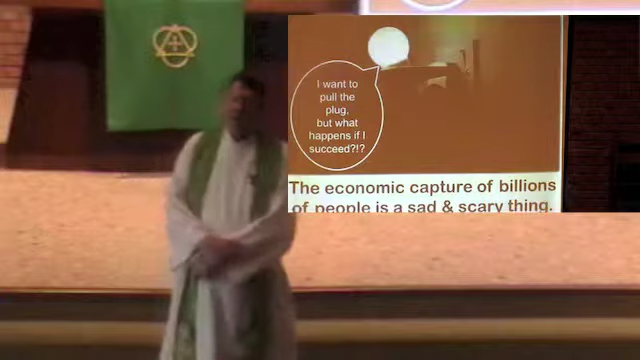 I want to
pull the
plug,
but what
happens if I
succeed?!?
The economic capture of billions
of people is a sad & scary thing.